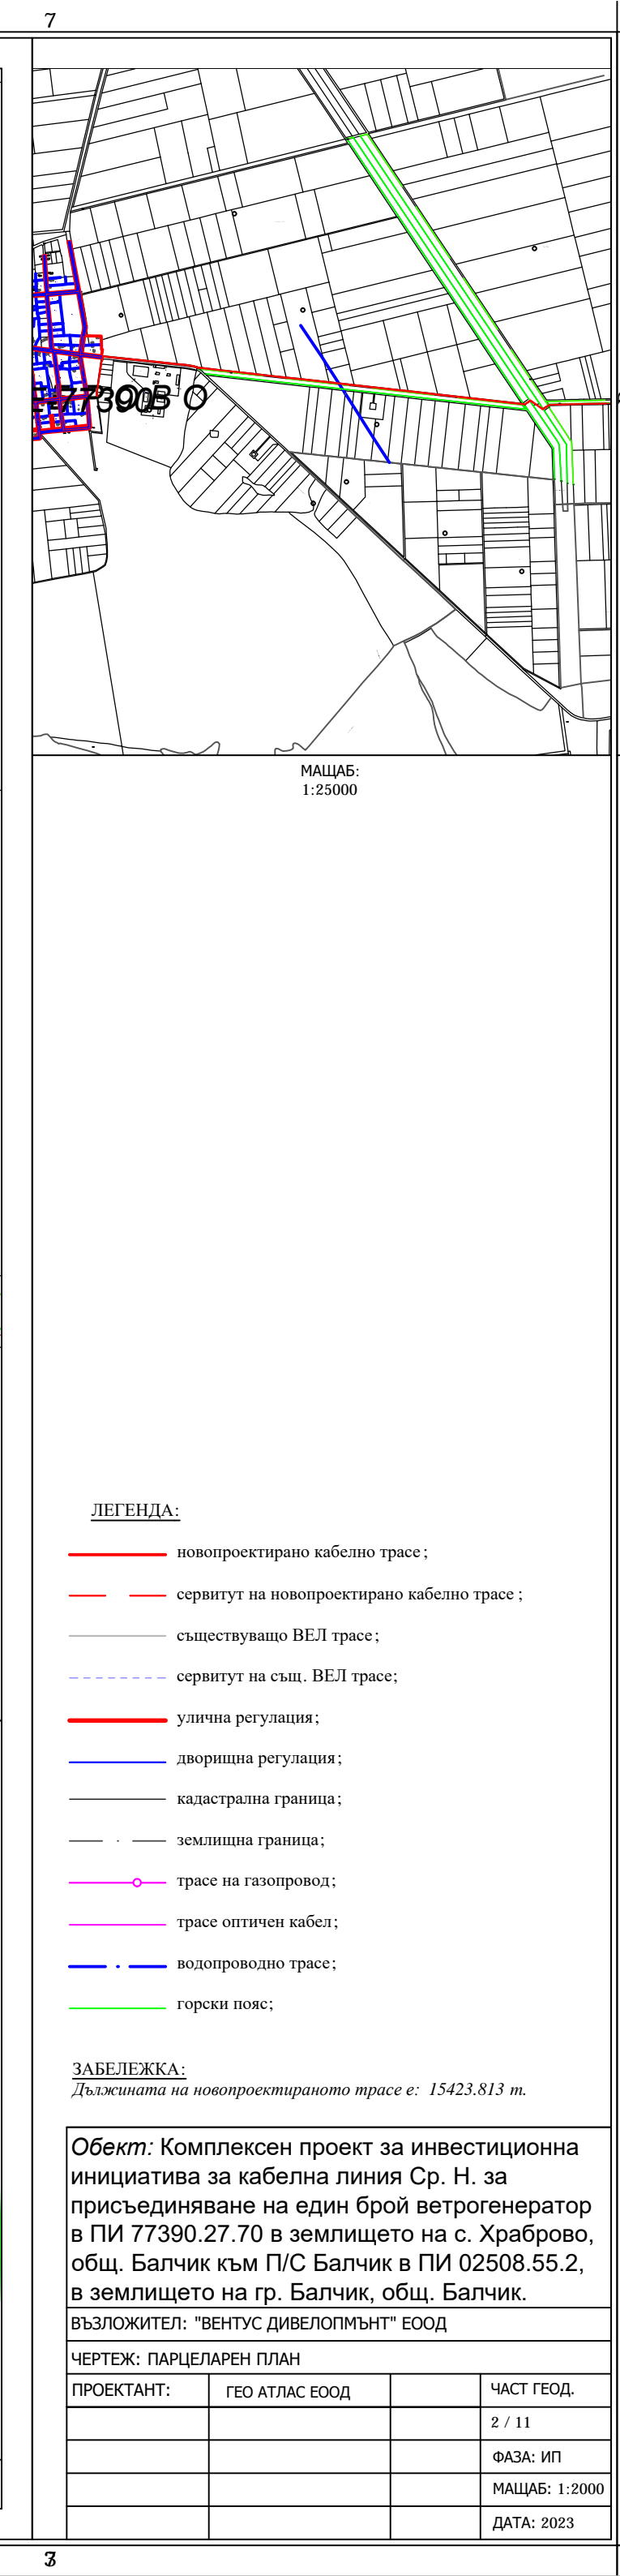 7
77390
О В О
МАЩАБ:
1:25000
ЛЕГЕНДА:
новопроектирано кабелно трасе;
сервитут на новопроектирано кабелно трасе;
съществуващо ВЕЛ трасе;
сервитут на същ. ВЕЛ трасе;
улична регулация;
дворищна регулация;
кадастрална граница;
землищна граница;
трасе на газопровод;
трасе оптичен кабел;
водопроводно трасе;
горски пояс;
ЗАБЕЛЕЖКА:
Дължината на новопроектираното трасе е: 15423.813 m.
Обект: Комплексен проект за инвестиционна
инициатива за кабелна линия Ср. Н. за
присъединяване на един брой ветрогенератор
в ПИ 77390.27.70 в землището на с. Храброво,
общ. Балчик към П/С Балчик в ПИ 02508.55.2,
в землището на гр. Балчик, общ. Балчик.
ВЪЗЛОЖИТЕЛ: "ВЕНТУС ДИВЕЛОПМЪНТ" ЕООД
ЧЕРТЕЖ: ПАРЦЕЛАРЕН ПЛАН
ПРОЕКТАНТ: ГЕО АТЛАС ЕООД ЧАСТ ГЕОД.
2 / 11
ФАЗА: ИП
МАЩАБ: 1:2000
ДАТА: 2023